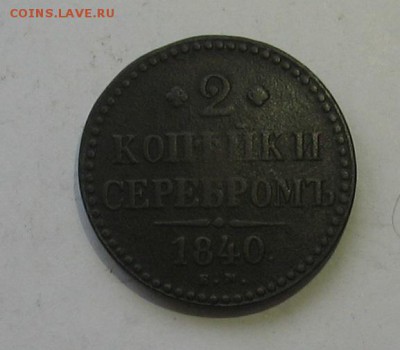 COINS.LAVE.RU
2
КОПѢЙКИ
СЕРЕБРОМЪ
1840.